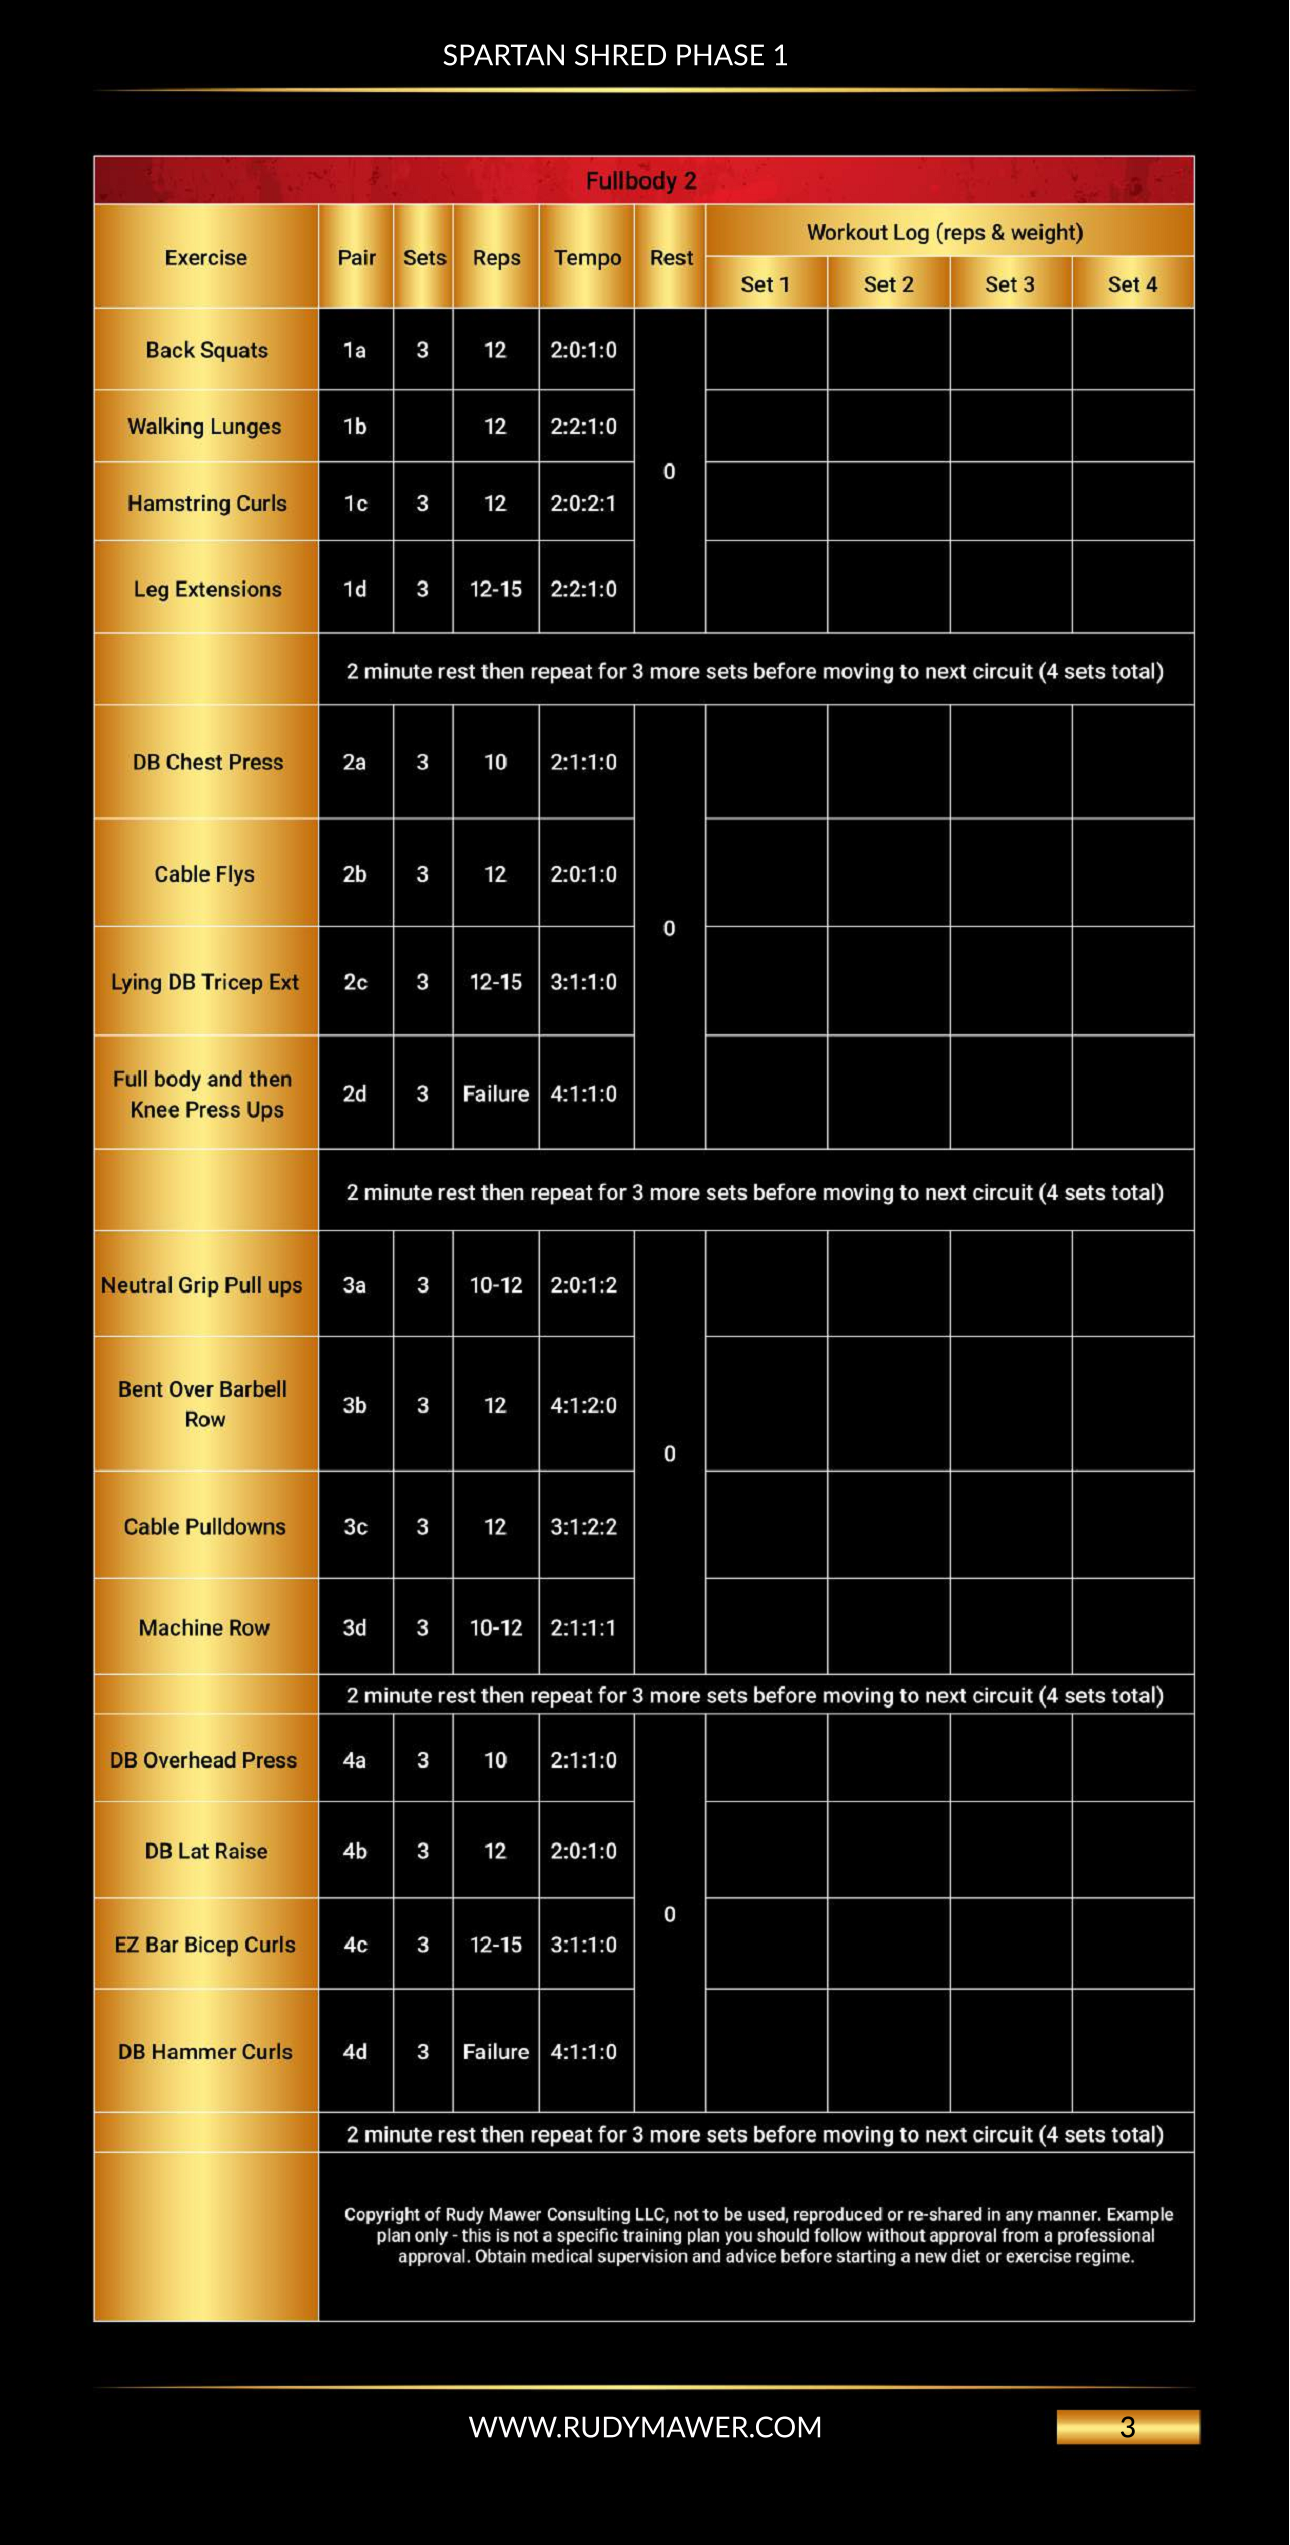 SPARTAN SHRED PHASE 1
Fullbody 2
Exercise Pair Sets Reps Tempo Rest Workout Log (reps & weight)
Set 1 Set 2 Set 3 Set 4
Back Squats 1a 3 12 2:0:1:0
Walking Lunges 1b 12 2:2:1:0
0
Hamstring Curls 1c 3 12 2:0:2:1
Leg Extensions 1d 3 12-15 2:2:1:0
2 minute rest then repeat for 3 more sets before moving to next circuit (4 sets total)
DB Chest Press 2a 3 10 2:1:1:0
Cable Flys 2b 3 12 2:0:1:0
0
Lying DB Tricep Ext 2c 3 12-15 3:1:1:0
Full body and then
Knee Press Ups 2d 3 Failure 4:1:1:0
2 minute rest then repeat for 3 more sets before moving to next circuit (4 sets total)
Neutral Grip Pull ups 3a 3 10-12 2:0:1:2
Bent Over Barbell
Row 3b 3 12 4:1:2:0
0
Cable Pulldowns 3c 3 12 3:1:2:2
Machine Row 3d 3 10-12 2:1:1:1
2 minute rest then repeat for 3 more sets before moving to next circuit (4 sets total)
DB Overhead Press 4a 3 10 2:1:1:0
DB Lat Raise 4b 3 12 2:0:1:0
0
EZ Bar Bicep Curls 4c 3 12-15 3:1:1:0
DB Hammer Curls 4d 3 Failure 4:1:1:0
2 minute rest then repeat for 3 more sets before moving to next circuit (4 sets total)
Copyright of Rudy Mawer Consulting LLC, not to be used, reproduced or re-shared in any manner. Example
plan only - this is not a specific training plan you should follow without approval from a professional
approval. Obtain medical supervision and advice before starting a new diet or exercise regime.
WWW.RUDYMAWER.COM
3